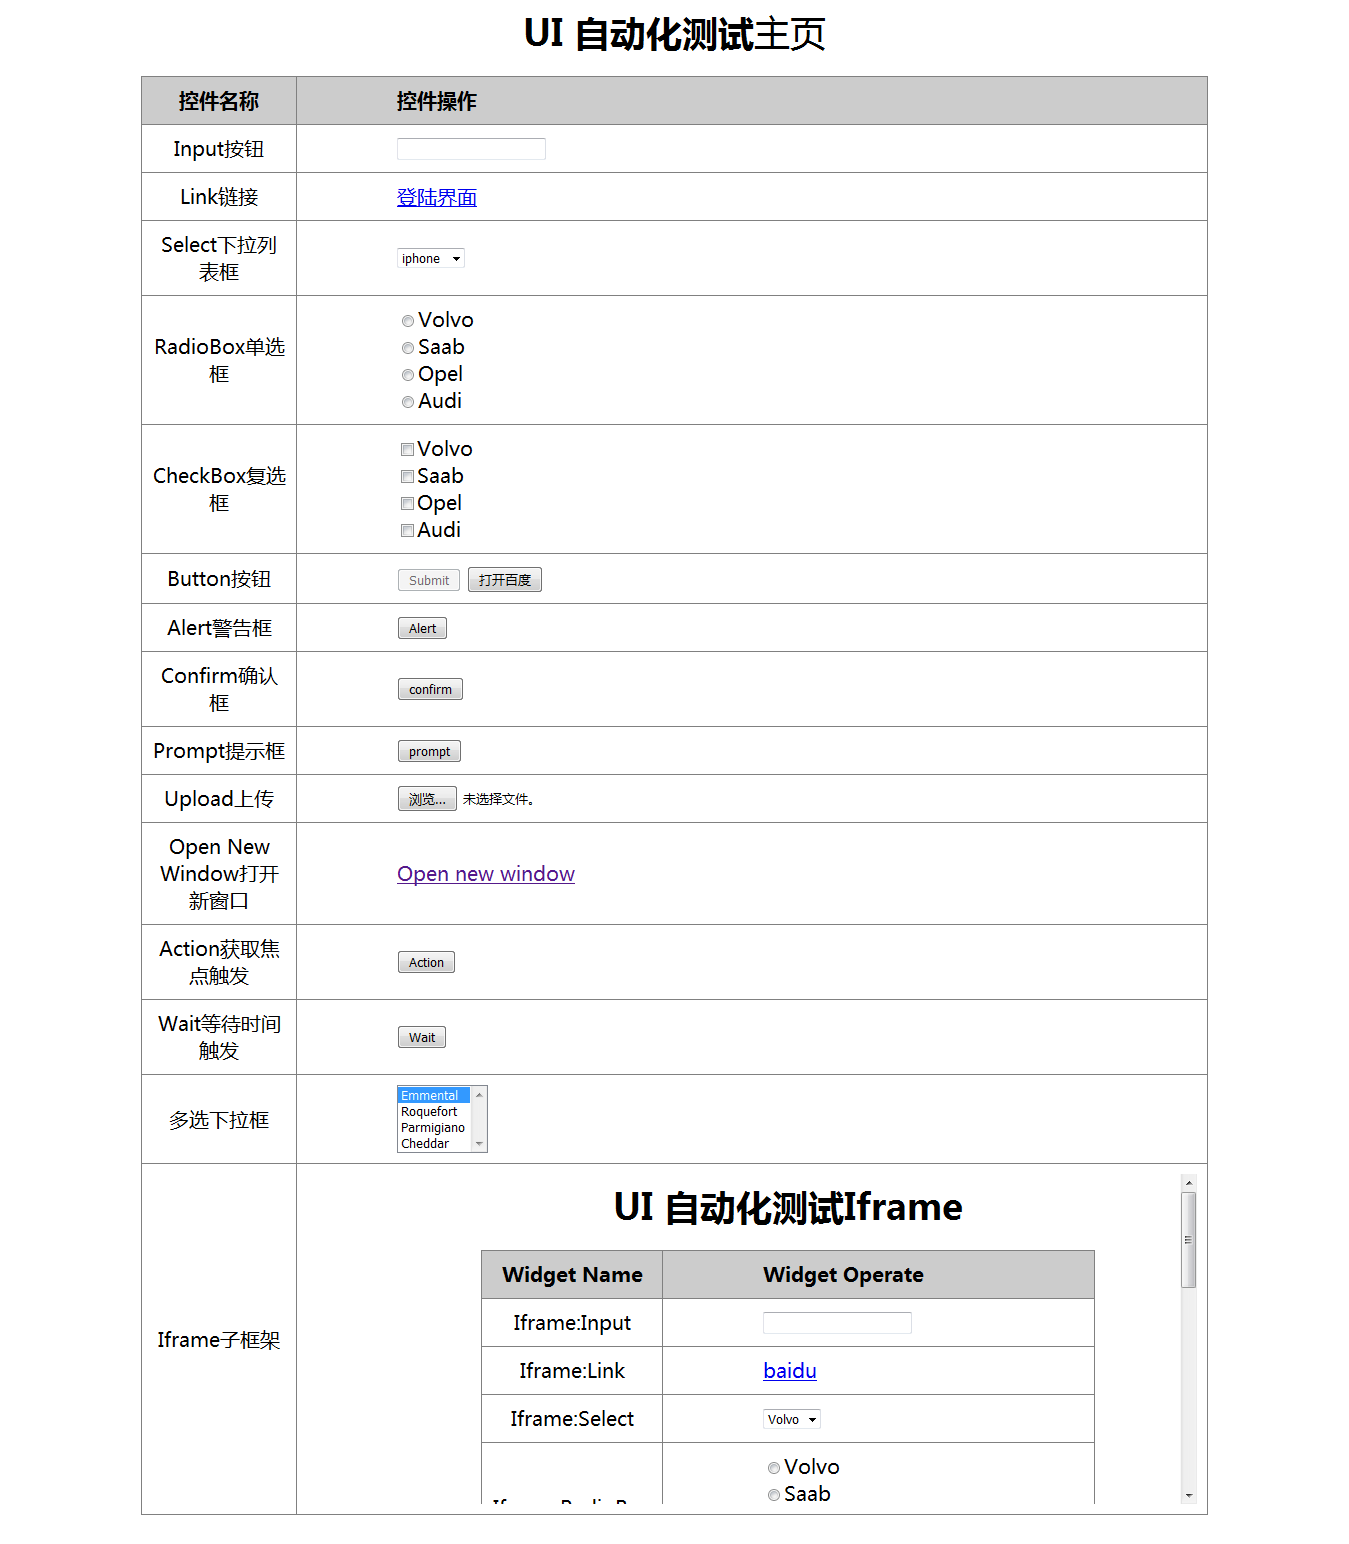 UI 自动化测试主页
控件名称 控件操作
Input按钮
Link链接 登陆界面
Select下拉列
表框
iphone
RadioBox单选
框
Volvo
Saab
Opel
Audi
CheckBox复选
框
Volvo
Saab
Opel
Audi
Button按钮 Submit 打开百度
Alert警告框 Alert
Confirm确认
框
confirm
Prompt提示框 prompt
Upload上传 浏览... 未选择文件。
Open New
Window打开
新窗口
Open new window
Action获取焦
点触发
Action
Wait等待时间
触发
Wait
多选下拉框
Emmental
Roquefort
Parmigiano
Cheddar
Iframe子框架
UI 自动化测试Iframe
Widget Name Widget Operate
Iframe:Input
Iframe:Link baidu
Iframe:Select Volvo
Volvo
Saab